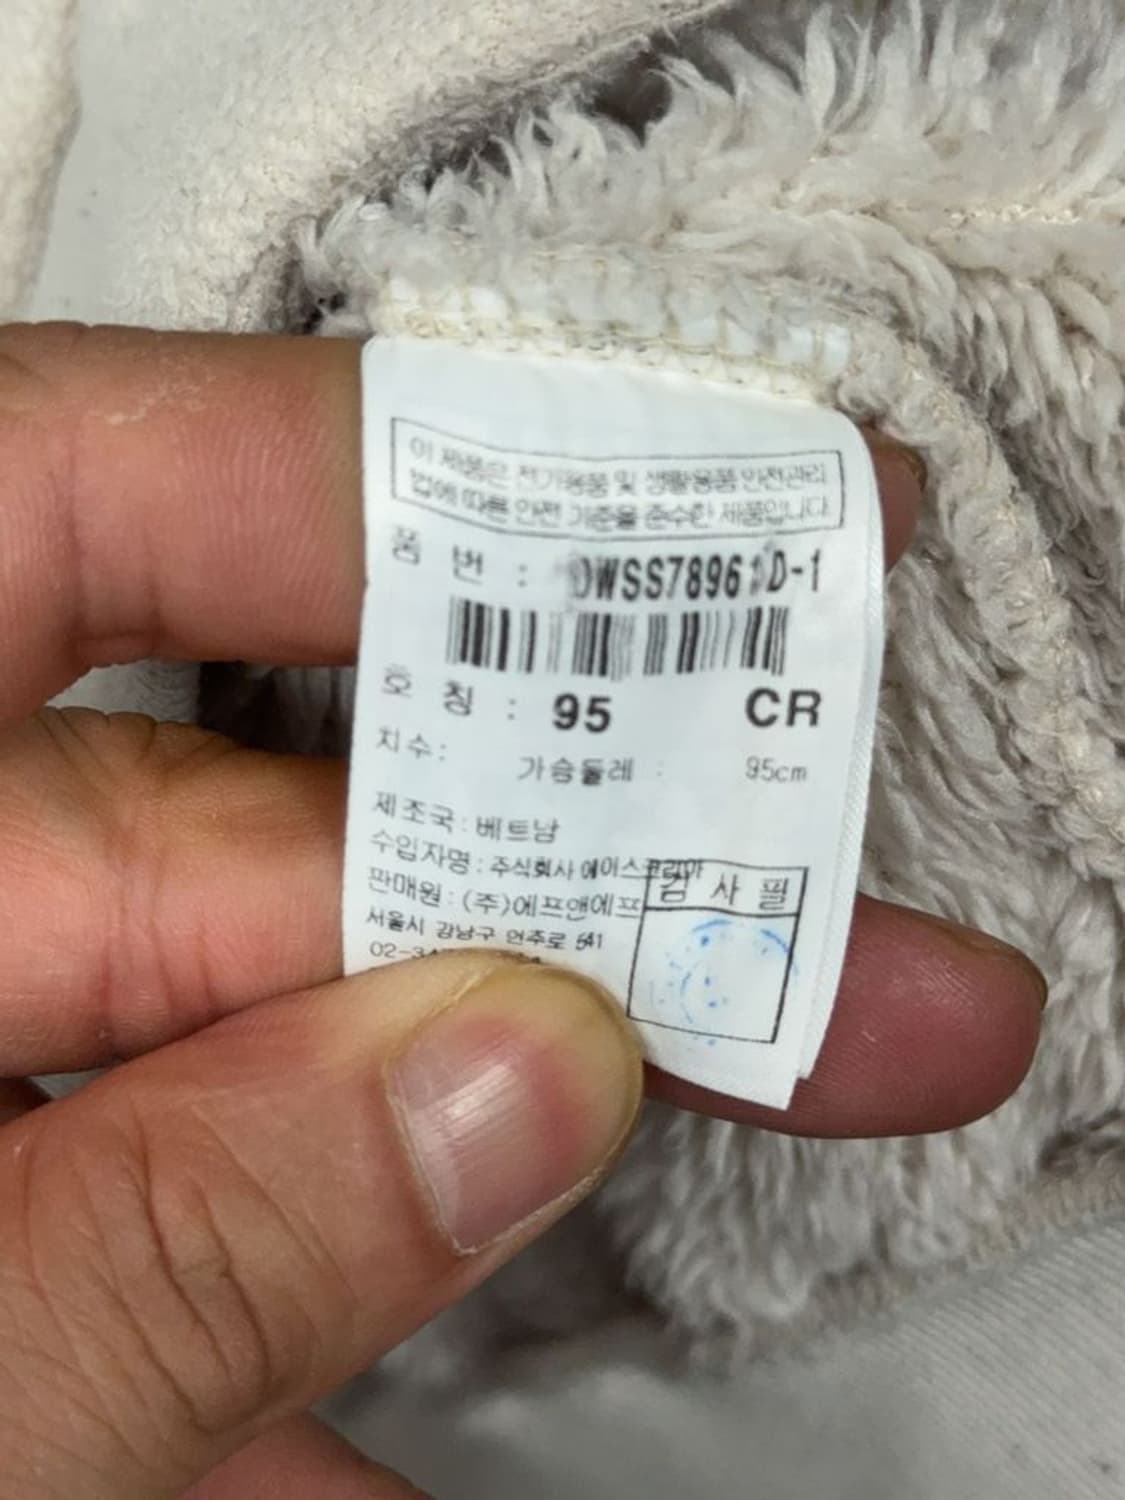 이 제품은 전기용품 및 생활용품 안전관리
법에 따른 안전 기준을 준수한 제품입니다.
품 번 :
호 칭 : 95 CR
치수: 가슴둘레 : 95cm
제조국 : 베트남
수입자명 : 주식회사 에이스코리아
판매원 : (주)에프앤에프
서울시 강남구 언주로 541
검 사 필